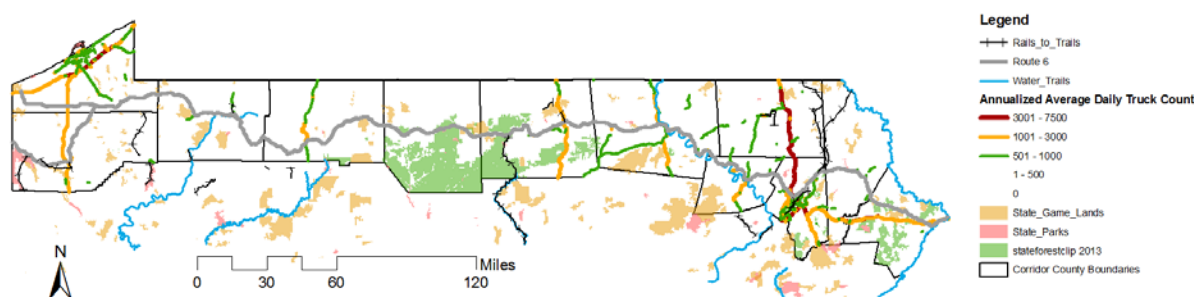 Legend
Rails_to_Trails
Route 6
Water_Trails
Annualized Average Daily Truck Count
3001 - 7500
1001 - 3000
501 - 1000
1 - 500
0
State_Game_Lands
State_Parks
stateforestclip 2013
Corridor County Boundaries
N
Miles
0 30 60 120